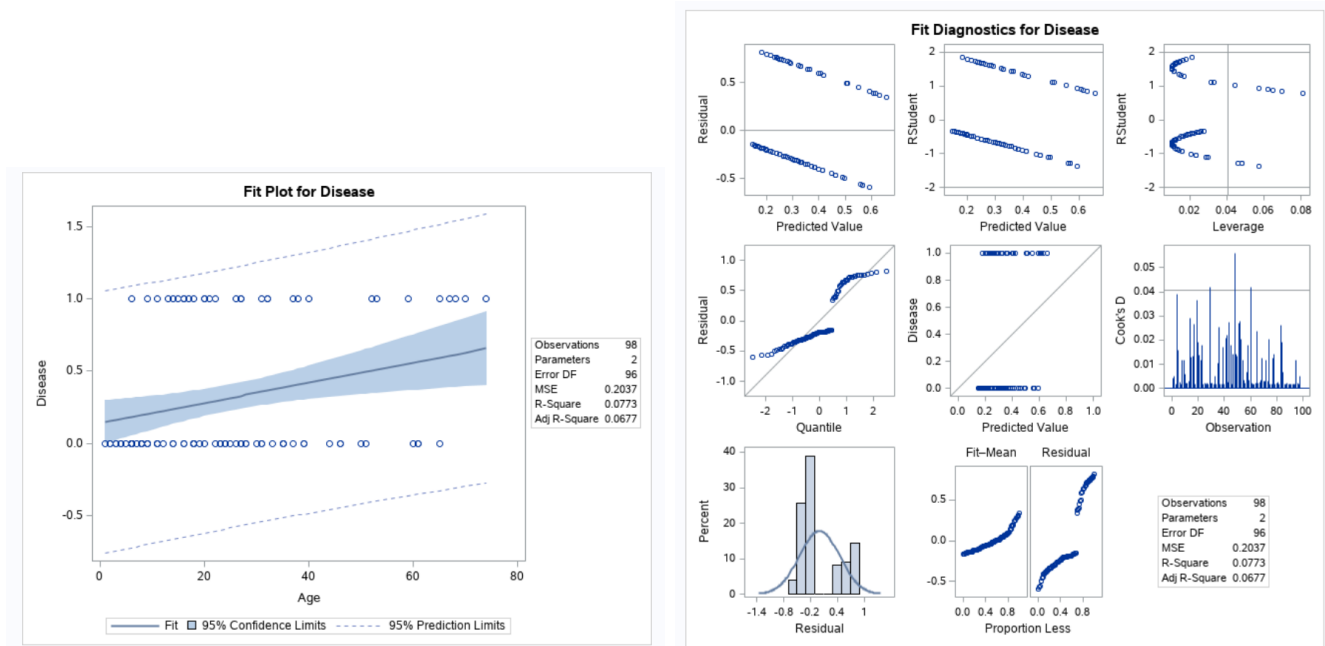 Fit Plot for Disease
1.5
1.0
0.5
0.0
-0.5
Disease
0 20 40 60 80
Age
Fit 95% Confidence Limits 95% Prediction Limits
Observations 98
Parameters 2
Error DF 96
MSE 0.2037
R-Square 0.0773
Adj R-Square 0.0677
Fit Diagnostics for Disease
Residual
0.5
0.0
-0.5
0.2 0.3 0.4 0.5 0.6
Predicted Value
RStudent
2
1
0
-1
-2
0.2 0.3 0.4 0.5 0.6
Predicted Value
RStudent
2
1
0
-1
-2
0.02 0.04 0.06 0.08
Leverage
Residual
1.0
0.5
0.0
-0.5
-1.0
-2 -1 0 1 2
Quantile
Disease
1.0
0.8
0.6
0.4
0.2
0.0
0.0 0.2 0.4 0.6 0.8 1.0
Predicted Value
Cook's D
0.05
0.04
0.03
0.02
0.01
0.00
0 20 40 60 80 100
Observation
Percent
40
30
20
10
0
-1.4 -0.8 -0.2 0.4 1
Residual
Fit–Mean Residual
0.5
0.0
-0.5
0.0 0.4 0.8 0.0 0.4 0.8
Proportion Less
Observations 98
Parameters 2
Error DF 96
MSE 0.2037
R-Square 0.0773
Adj R-Square 0.0677